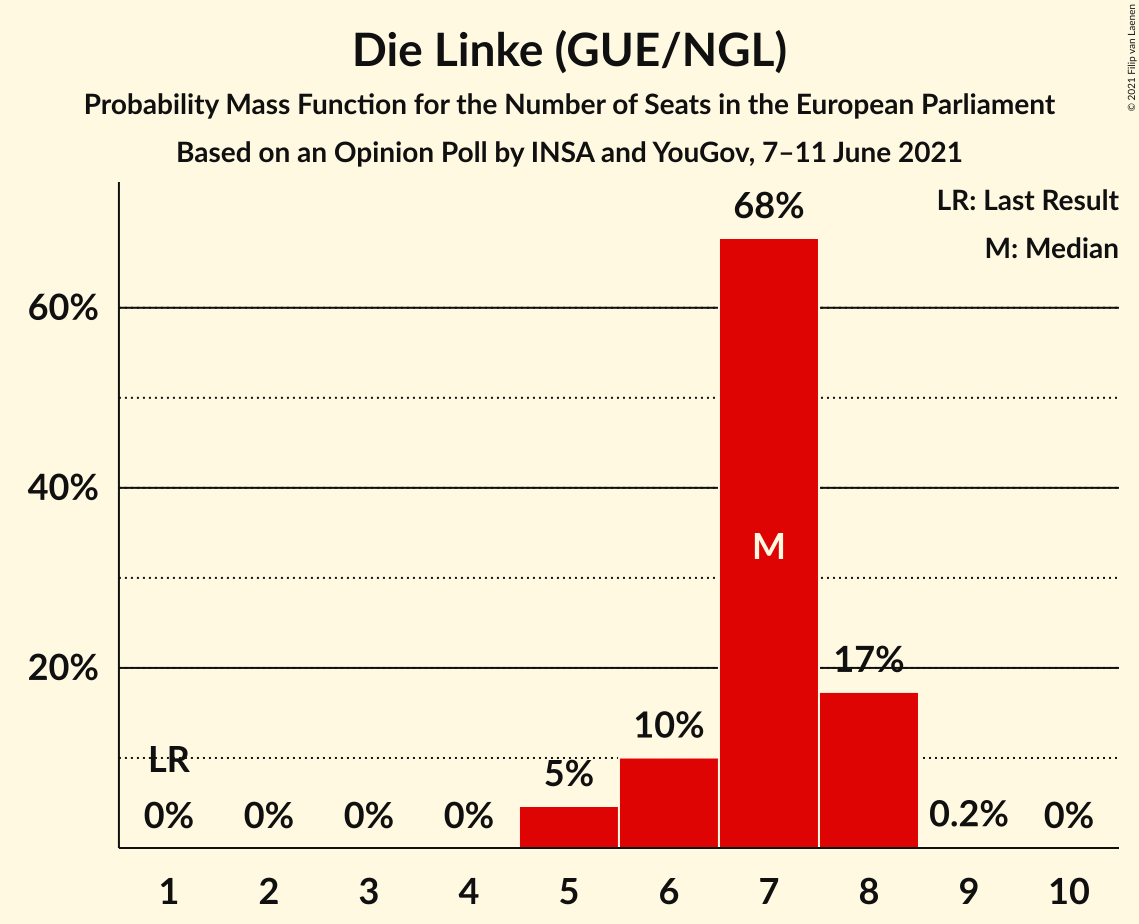 Die Linke (GUE/NGL)
Probability Mass Function for the Number of Seats in the European Parliament
Based on an Opinion Poll by INSA and YouGov, 7–11 June 2021
© 2021 Filip van Laenen
LR: Last Result
M: Median
68%
60%
40%
M
20%
17%
10%
LR
5%
0%
0%
0%
0%
0.2%
0%
1 2 3 4 5 6 7 8 9 10